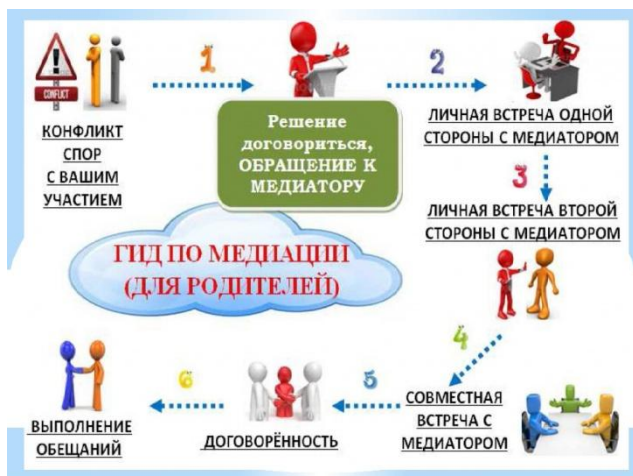 1
2
CONFLICT
КОНФЛИКТ
СПОР
С ВАШИМ
УЧАСТИЕМ
Решение
договориться,
ОБРАЩЕНИЕ К
МЕДИАТОРУ
ЛИЧНАЯ ВСТРЕЧА ОДНОЙ
СТОРОНЫ С МЕДИАТОРОМ
3
ЛИЧНАЯ ВСТРЕЧА ВТОРОЙ
СТОРОНЫ С МЕДИАТОРОМ
ГИД ПО МЕДИАЦИИ
(ДЛЯ РОДИТЕЛЕЙ)
4
СОВМЕСТНАЯ
ВСТРЕЧА С
МЕДИАТОРОМ
5
ДОГОВОРЁННОСТЬ
6
ВЫПОЛНЕНИЕ
ОБЕЩАНИЙ